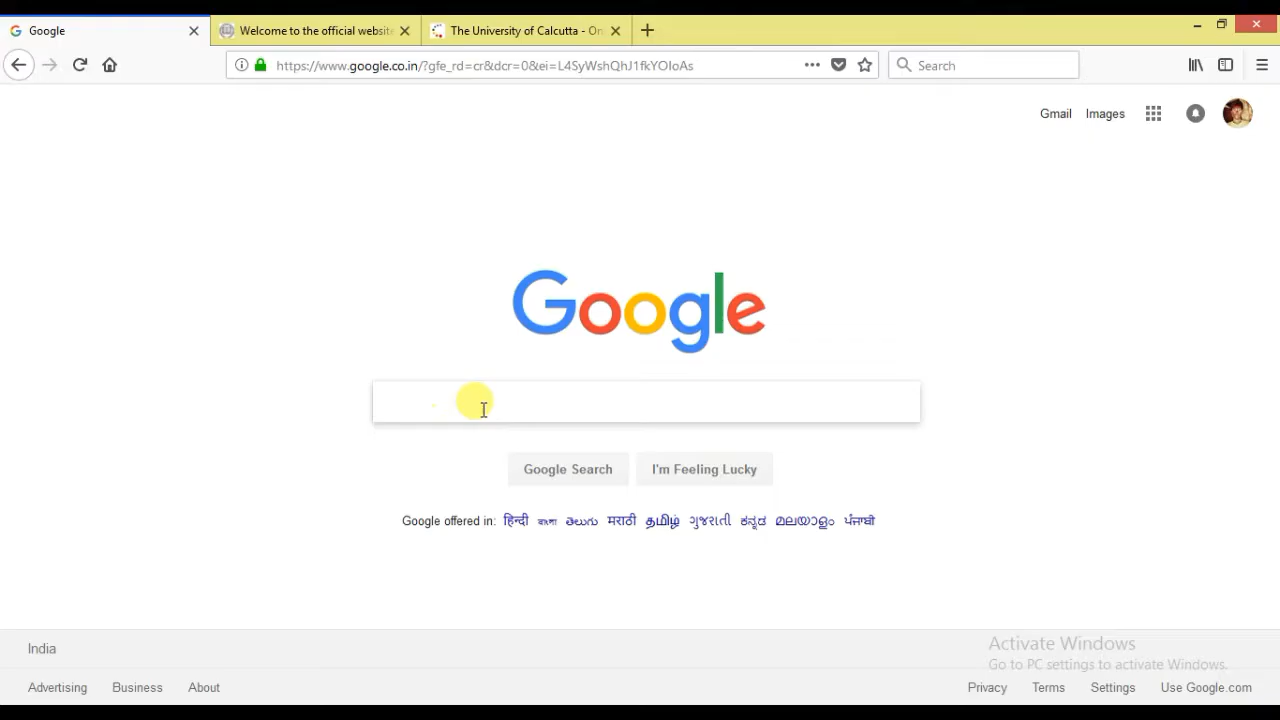 Google
Welcome to the official website
The University of Calcutta - On
https://www.google.co.in/?gfe_rd=cr&dcr=0&ei=L4SyWshQhJ1fkYOIoAs
Search
Gmail Images
Google
Google Search I'm Feeling Lucky
Google offered in: हिन्दी বাংলা తెలుగు मराठी தமிழ் ગુજરાતી ಕನ್ನಡ മലയാളം ਪੰਜਾਬੀ
India
Activate Windows
Go to PC settings to activate Windows.
Advertising Business About Privacy Terms Settings Use Google.com